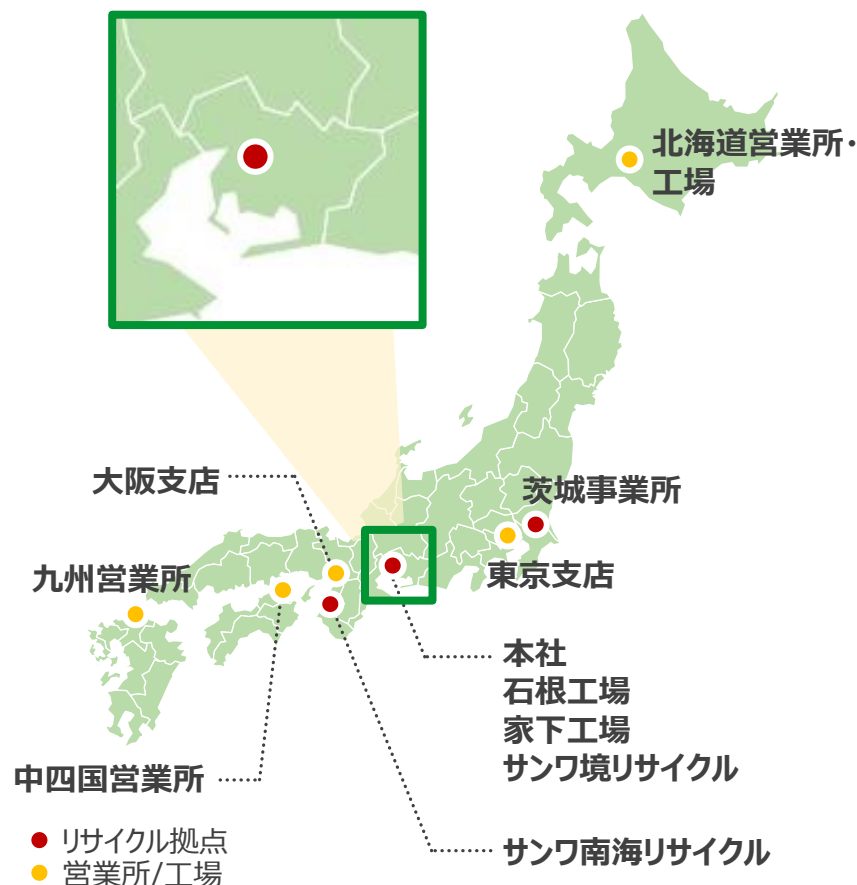 北海道営業所・
工場
大阪支店
茨城事業所
九州営業所
東京支店
本社
石根工場
家下工場
サンワ境リサイクル
中四国営業所
サンワ南海リサイクル
リサイクル拠点
営業所/工場